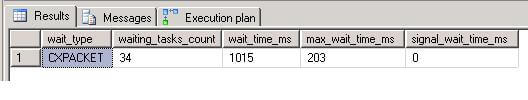 Results Messages Execution plan
wait_type waiting_tasks_count wait_time_ms max_wait_time_ms signal_wait_time_ms
1 CXPACKET 34 1015 203 0